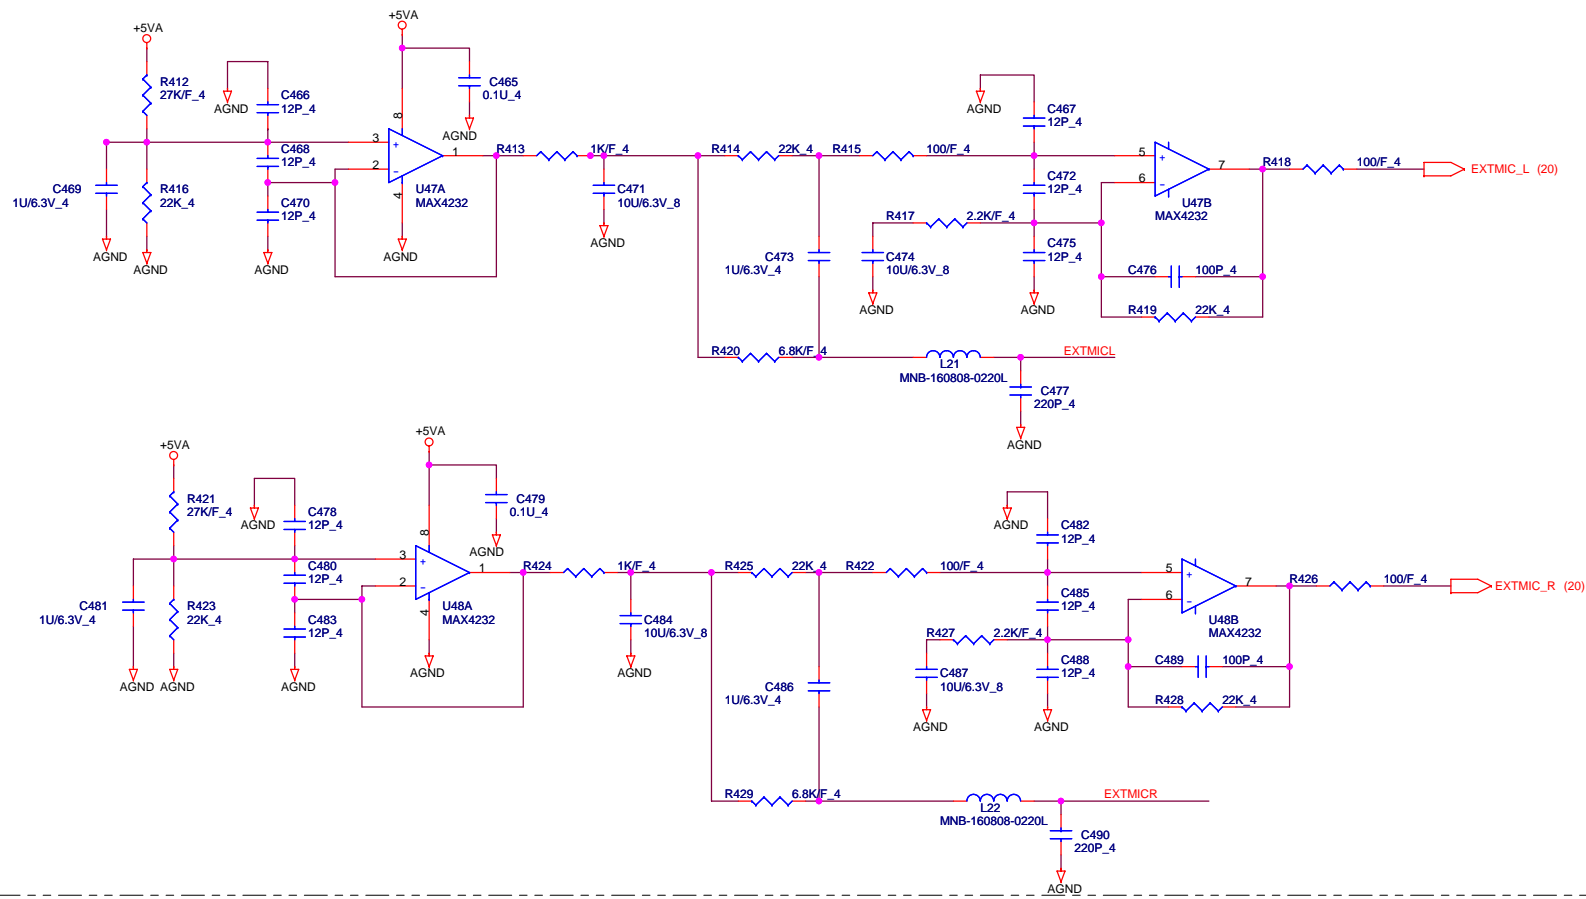 +5VA
+5VA
R412
27K/F_4
C466
12P_4
AGND
C465
0.1U_4
AGND
8
3
+
1
2
-
4
U47A
MAX4232
C468
12P_4
C469
1U/6.3V_4
R416
22K_4
C470
12P_4
AGND
AGND
AGND
AGND
R413
1K/F_4
C471
10U/6.3V_8
AGND
R414
22K_4
R415
100/F_4
AGND
C467
12P_4
5
+
7
6
-
U47B
MAX4232
R418
100/F_4
EXTMIC_L (20)
C472
12P_4
R417
2.2K/F_4
C473
1U/6.3V_4
C474
10U/6.3V_8
AGND
C475
12P_4
AGND
C476
100P_4
R419
22K_4
R420
6.8K/F_4
L21
MNB-160808-0220L
EXTMICL
C477
220P_4
AGND
+5VA
+5VA
R421
27K/F_4
C478
12P_4
AGND
C479
0.1U_4
AGND
8
3
+
1
2
-
4
U48A
MAX4232
C480
12P_4
C481
1U/6.3V_4
R423
22K_4
C483
12P_4
AGND
AGND
AGND
AGND
R424
1K/F_4
C484
10U/6.3V_8
AGND
R425
22K_4
R422
100/F_4
AGND
C482
12P_4
5
+
7
6
-
U48B
MAX4232
R426
100/F_4
EXTMIC_R (20)
C485
12P_4
R427
2.2K/F_4
C486
1U/6.3V_4
C487
10U/6.3V_8
AGND
C488
12P_4
AGND
C489
100P_4
R428
22K_4
R429
6.8K/F_4
L22
MNB-160808-0220L
EXTMICR
C490
220P_4
AGND